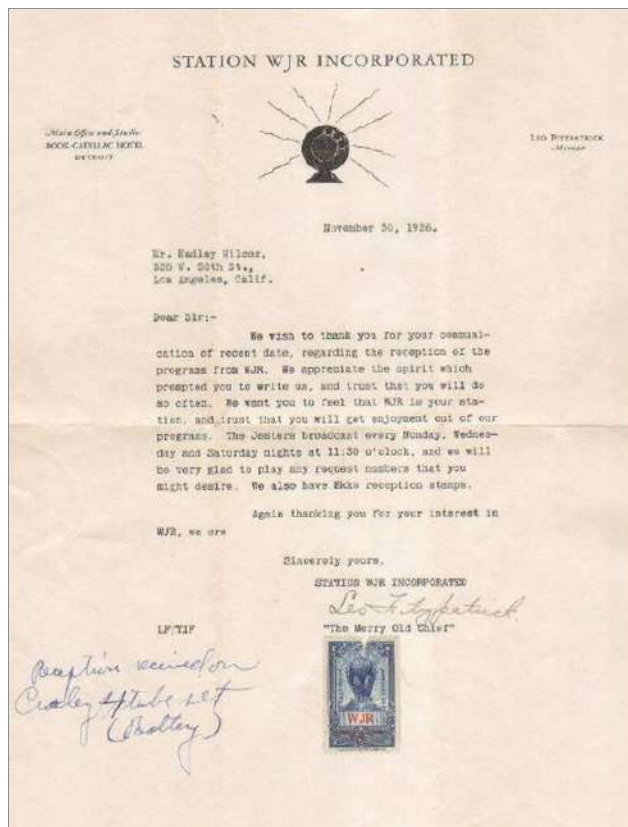 STATION WJR INCORPORATED
Main Office and Studio
BOOK-CADILLAC HOTEL
DETROIT
LEO FITZPATRICK
Manager
November 30, 1926.
Mr. Hadley Wilcox,
W. 58th St.,
Los Angeles, Calif.
Dear Sir:-
We wish to thank you for your communi-
cation of recent date, regarding the reception of the
programs from WJR. We appreciate the spirit which
prompted you to write us, and trust that you will do
so often. We want you to feel that WJR is your sta-
tion, and trust that you will get enjoyment out of our
programs. The Jesters broadcast every Monday, Wednes-
day and Saturday nights at 11:30 o'clock, and we will
be very glad to play any request numbers that you
might desire. We also have Ekko reception stamps.
Again thanking you for your interest in
WJR, we are
Sincerely yours,
STATION WJR INCORPORATED
Leo Fitzpatrick
LF/TIF
"The Merry Old Chief"
Reception received on
Crosley 4 tube set
(Battery)
WJR